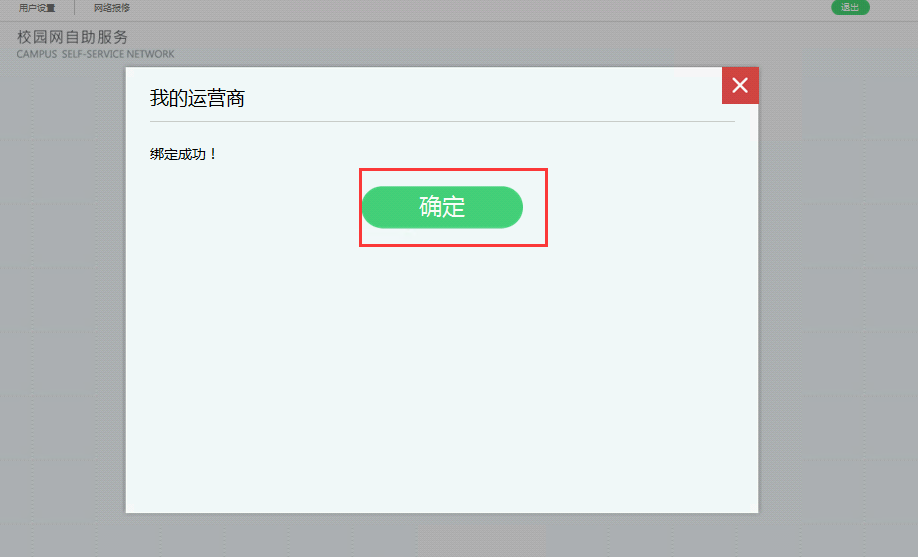 用户设置 网络报修 退出
校园网自助服务
CAMPUS SELF-SERVICE NETWORK
我的运营商
绑定成功！
确定